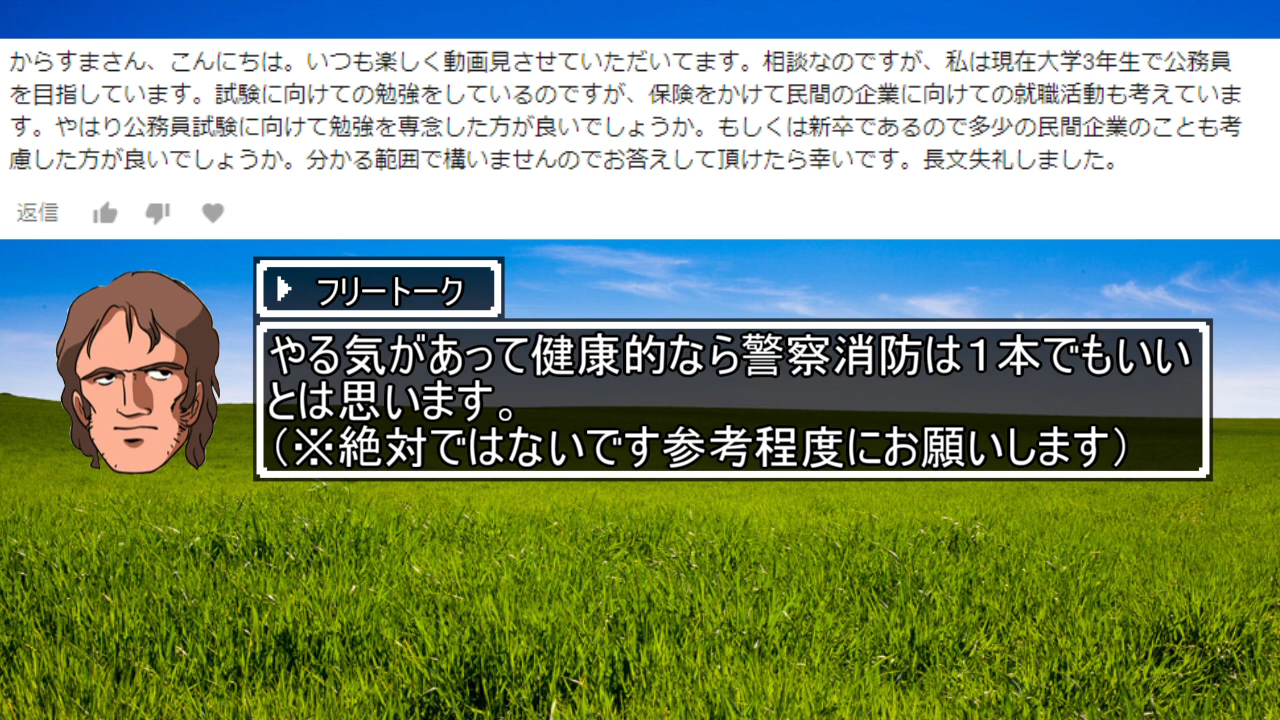 からすまさん、こんにちは。いつも楽しく動画見させていただいてます。相談なのですが、私は現在大学3年生で公務員
を目指しています。試験に向けての勉強をしているのですが、保険をかけて民間の企業に向けての就職活動も考えていま
す。やはり公務員試験に向けて勉強を専念した方が良いでしょうか。もしくは新卒であるので多少の民間企業のことも考
慮した方が良いでしょうか。分かる範囲で構いませんのでお答えして頂けたら幸いです。長文失礼しました。
返信
フリートーク
やる気があって健康的なら警察消防は１本でもいい
とは思います。
（※絶対ではないです参考程度にお願いします）